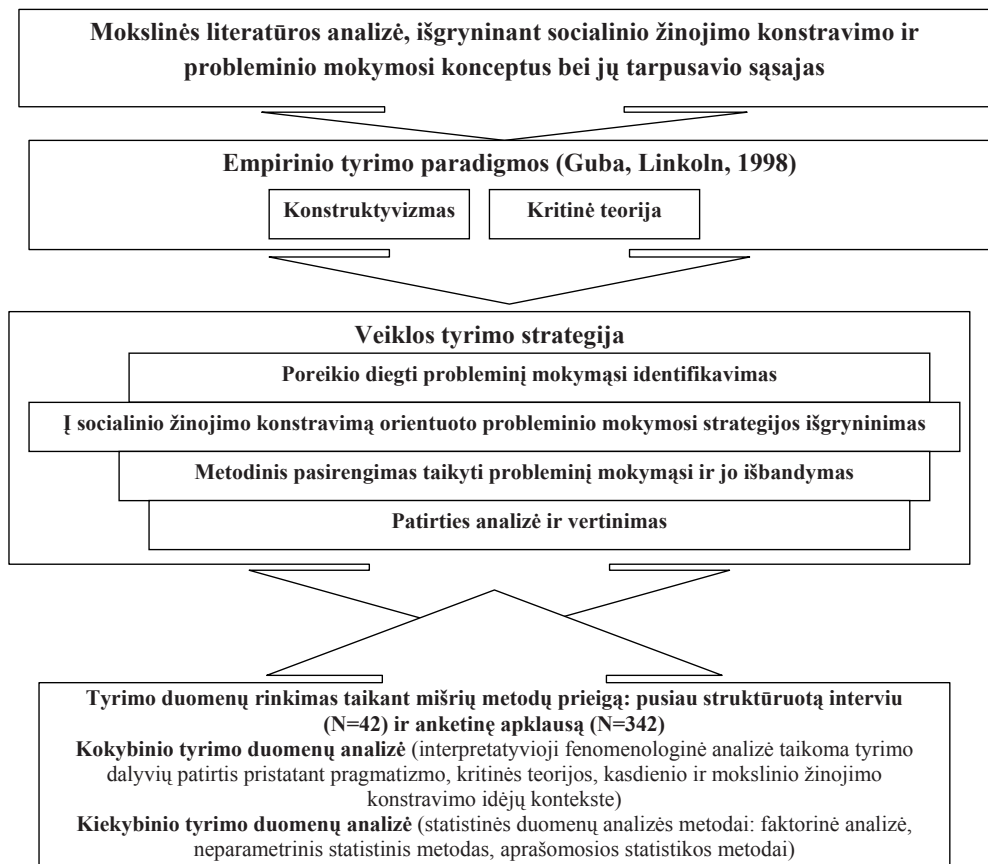 Mokslinės literatūros analizė, išgryninant socialinio žinojimo konstravimo ir
probleminio mokymosi konceptus bei jų tarpusavio sąsajas
Empirinio tyrimo paradigmos (Guba, Linkoln, 1998)
Konstruktyvizmas
Kritinė teorija
Veiklos tyrimo strategija
Poreikio diegti probleminį mokymąsi identifikavimas
Į socialinio žinojimo konstravimą orientuoto probleminio mokymosi strategijos išgryninimas
Metodinis pasirengimas taikyti probleminį mokymąsi ir jo išbandymas
Patirties analizė ir vertinimas
Tyrimo duomenų rinkimas taikant mišrių metodų prieigą: pusiau struktūruotą interviu
(N=42) ir anketinę apklausą (N=342)
Kokybinio tyrimo duomenų analizė (interpretatyvioji fenomenologinė analizė taikoma tyrimo
dalyvių patirtis pristatant pragmatizmo, kritinės teorijos, kasdienio ir mokslinio žinojimo
konstravimo idėjų kontekste)
Kiekybinio tyrimo duomenų analizė (statistinės duomenų analizės metodai: faktorinė analizė,
neparametrinis statistinis metodas, aprašomosios statistikos metodai)